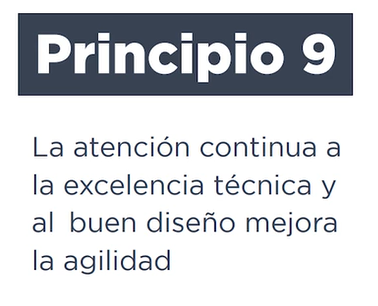 Principio 9
La atención continua a
la excelencia técnica y
al buen diseño mejora
la agilidad